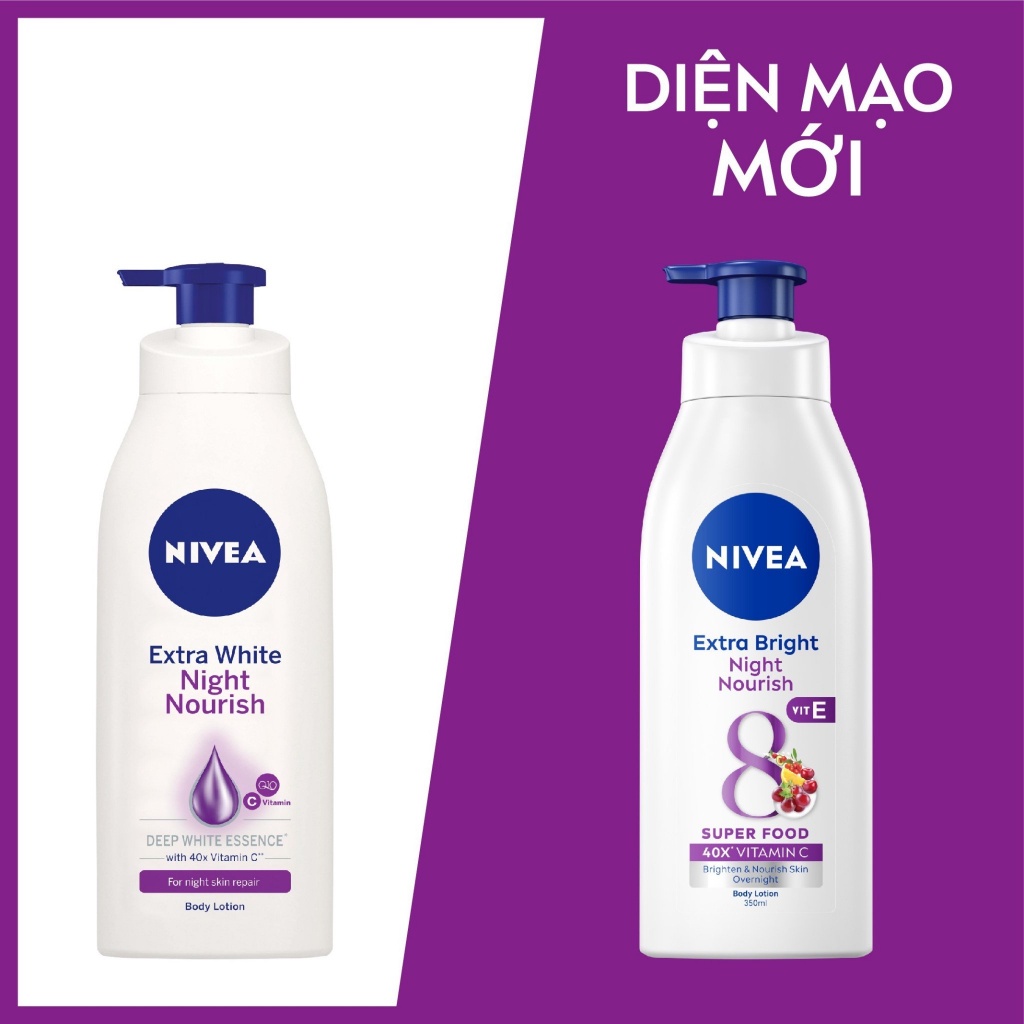 DIỆN MẠO
MỚI
NIVEA
Extra White
Night
Nourish
Q10
C Vitamin
DEEP WHITE ESSENCE*
with 40x Vitamin C**
For night skin repair
Body Lotion
NIVEA
Extra Bright
Night
Nourish
VIT E
8
SUPER FOOD
40X* VITAMIN C
Brighten & Nourish Skin
Overnight
Body Lotion
350ml